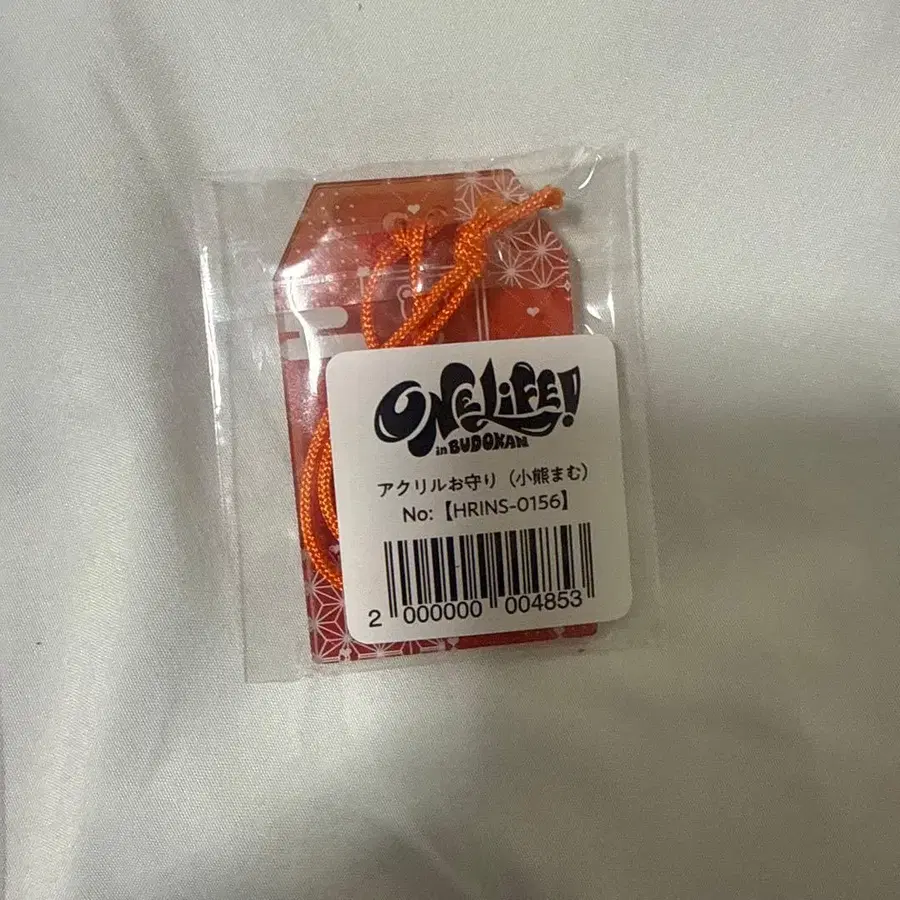 ONE LIFE!
in BUDOKAN
アクリルお守り（小熊まむ）
No:【HRINS-0156】
2 000000 004853